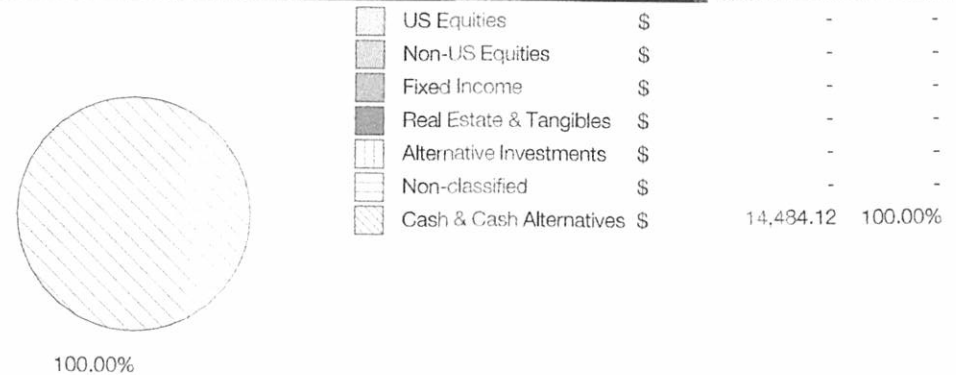 US Equities $ - -
Non-US Equities $ - -
Fixed Income $ - -
Real Estate & Tangibles $ - -
Alternative Investments $ - -
Non-classified $ - -
Cash & Cash Alternatives $ 14,484.12 100.00%
100.00%